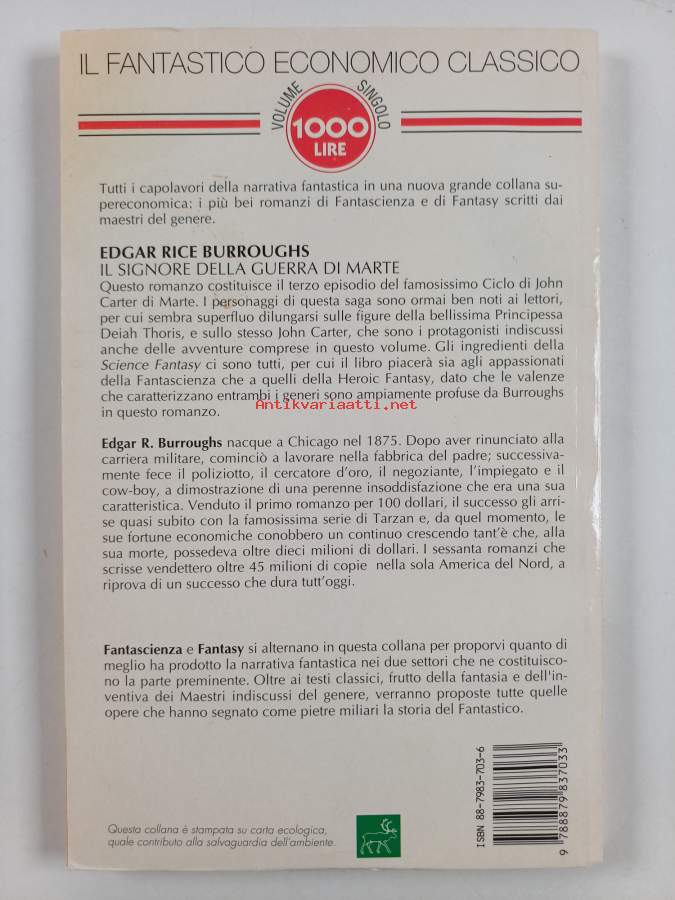 IL FANTASTICO ECONOMICO CLASSICO
VOLUME SINGOLO
1000
LIRE
Tutti i capolavori della narrativa fantastica in una nuova grande collana su-
pereconomica: i più bei romanzi di Fantascienza e di Fantasy scritti dai
maestri del genere.
EDGAR RICE BURROUGHS
IL SIGNORE DELLA GUERRA DI MARTE
Questo romanzo costituisce il terzo episodio del famosissimo Ciclo di John
Carter di Marte. I personaggi di questa saga sono ormai ben noti ai lettori,
per cui sembra superfluo dilungarsi sulle figure della bellissima Principessa
Deiah Thoris, e sullo stesso John Carter, che sono i protagonisti indiscussi
anche delle avventure comprese in questo volume. Gli ingredienti della
Science Fantasy ci sono tutti, per cui il libro piacerà sia agli appassionati
della Fantascienza che a quelli della Heroic Fantasy, dato che le valenze
che caratterizzano entrambi i generi sono ampiamente profuse da Burroughs
in questo romanzo.
Antikvariaatti.net
Edgar R. Burroughs nacque a Chicago nel 1875. Dopo aver rinunciato alla
carriera militare, cominciò a lavorare nella fabbrica del padre; successiva-
mente fece il poliziotto, il cercatore d'oro, il negoziante, l'impiegato e il
cow-boy, a dimostrazione di una perenne insoddisfazione che era una sua
caratteristica. Venduto il primo romanzo per 100 dollari, il successo gli arri-
se quasi subito con la famosissima serie di Tarzan e, da quel momento, le
sue fortune economiche conobbero un continuo crescendo tant'è che, alla
sua morte, possedeva oltre dieci milioni di dollari. I sessanta romanzi che
scrisse vendettero oltre 45 milioni di copie nella sola America del Nord, a
riprova di un successo che dura tutt'oggi.
Fantascienza e Fantasy si alternano in questa collana per proporvi quanto di
meglio ha prodotto la narrativa fantastica nei due settori che ne costituisco-
no la parte preminente. Oltre ai testi classici, frutto della fantasia e dell'in-
ventiva dei Maestri indiscussi del genere, verranno proposte tutte quelle
opere che hanno segnato come pietre miliari la storia del Fantastico.
Questa collana è stampata su carta ecologica,
quale contributo alla salvaguardia dell'ambiente.
ISBN 88-7983-703-6
9 788879 837033